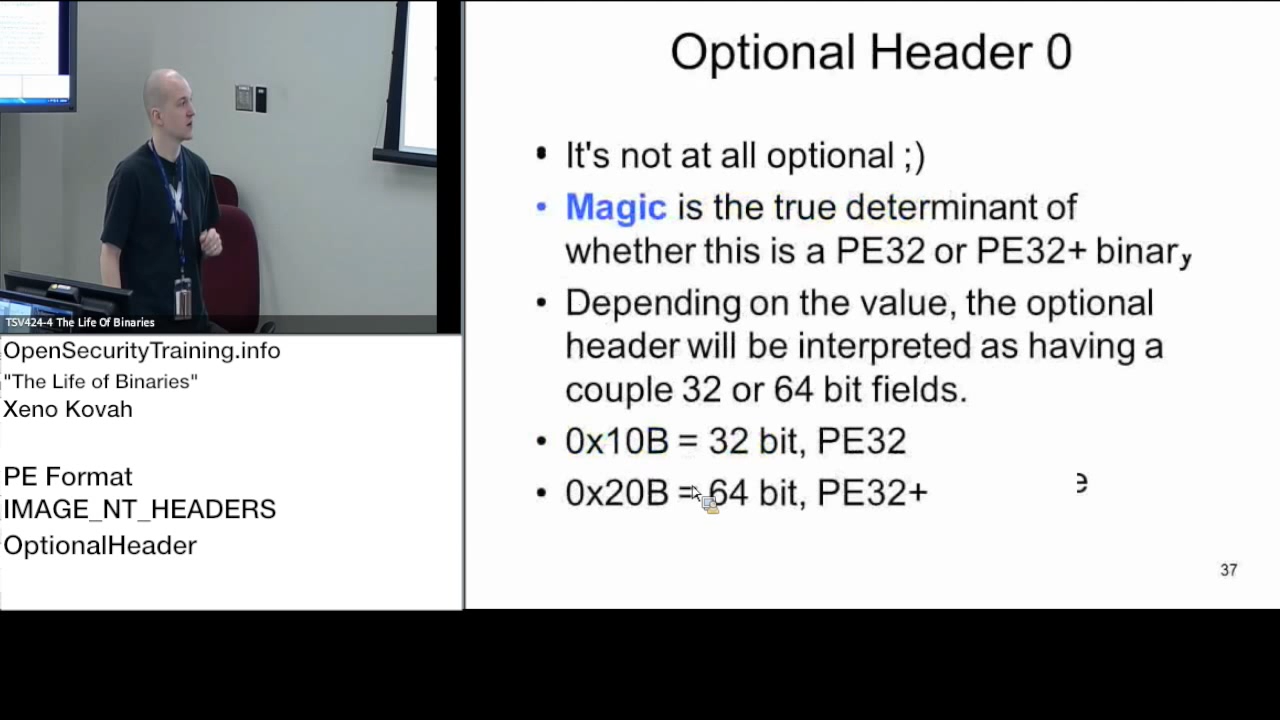 TSV424-4 The Life Of Binaries
OpenSecurityTraining.info
"The Life of Binaries"
Xeno Kovah
PE Format
IMAGE_NT_HEADERS
OptionalHeader
Optional Header 0
• It's not at all optional ;)
• Magic is the true determinant of
whether this is a PE32 or PE32+ binary
• Depending on the value, the optional
header will be interpreted as having a
couple 32 or 64 bit fields.
• 0x10B = 32 bit, PE32
• 0x20B = 64 bit, PE32+
e
37